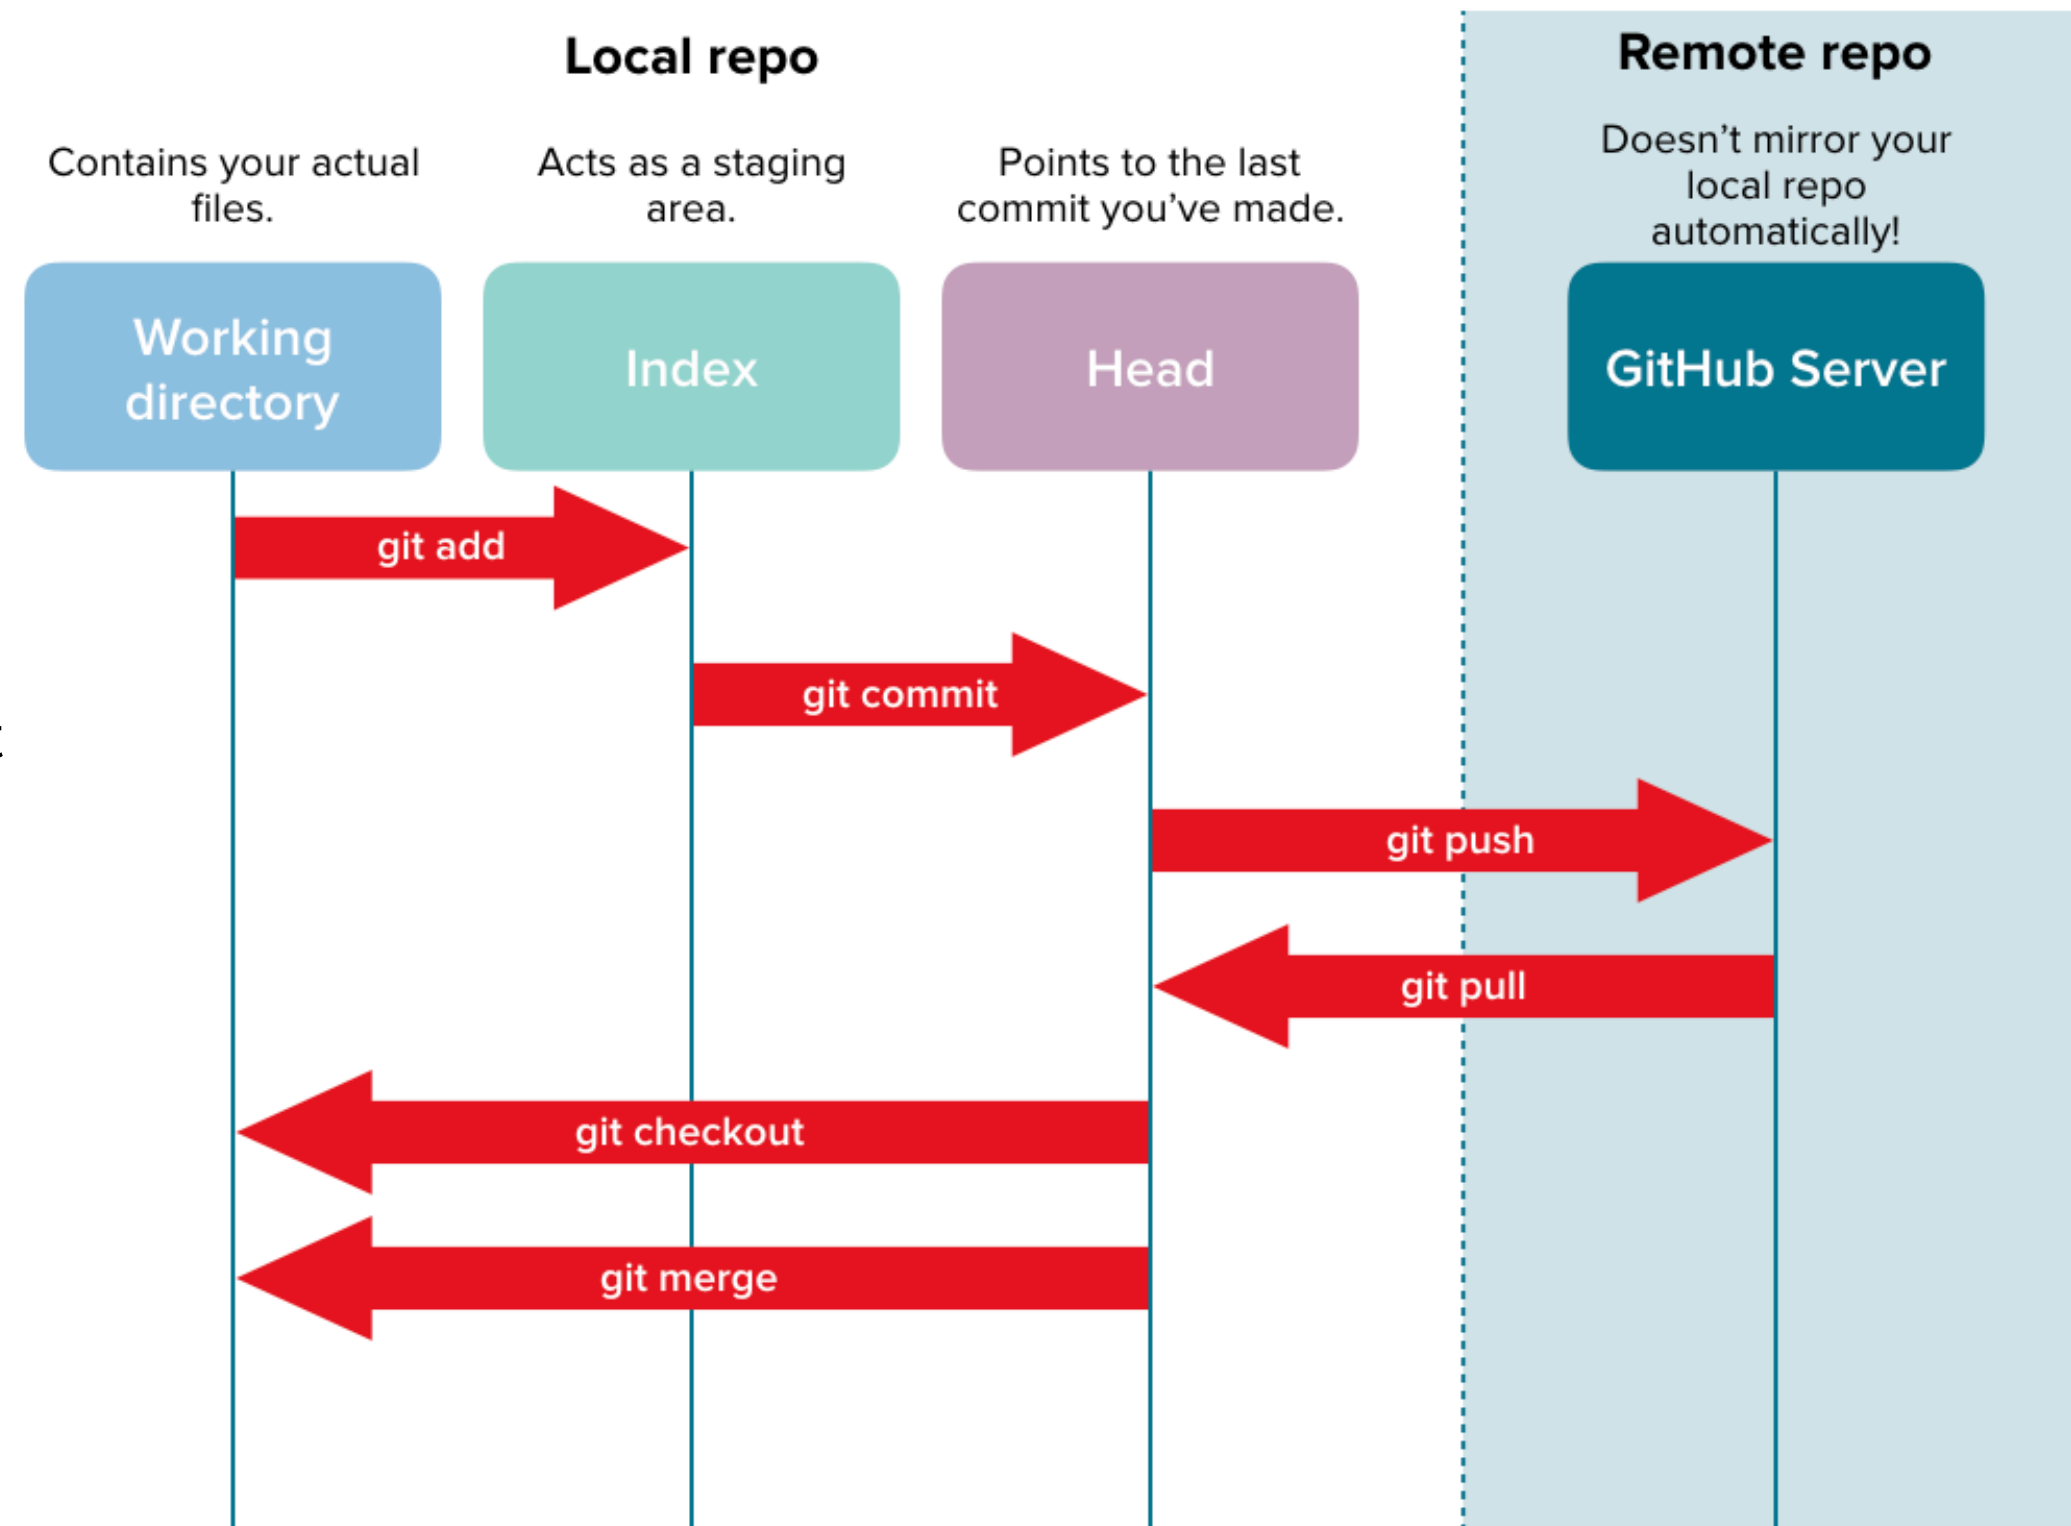 Local repo
Remote repo
Contains your actual
files.
Acts as a staging
area.
Points to the last
commit you've made.
Doesn't mirror your
local repo
automatically!
Working
directory
Index
Head
GitHub Server
git add
git commit
git push
git pull
git checkout
git merge